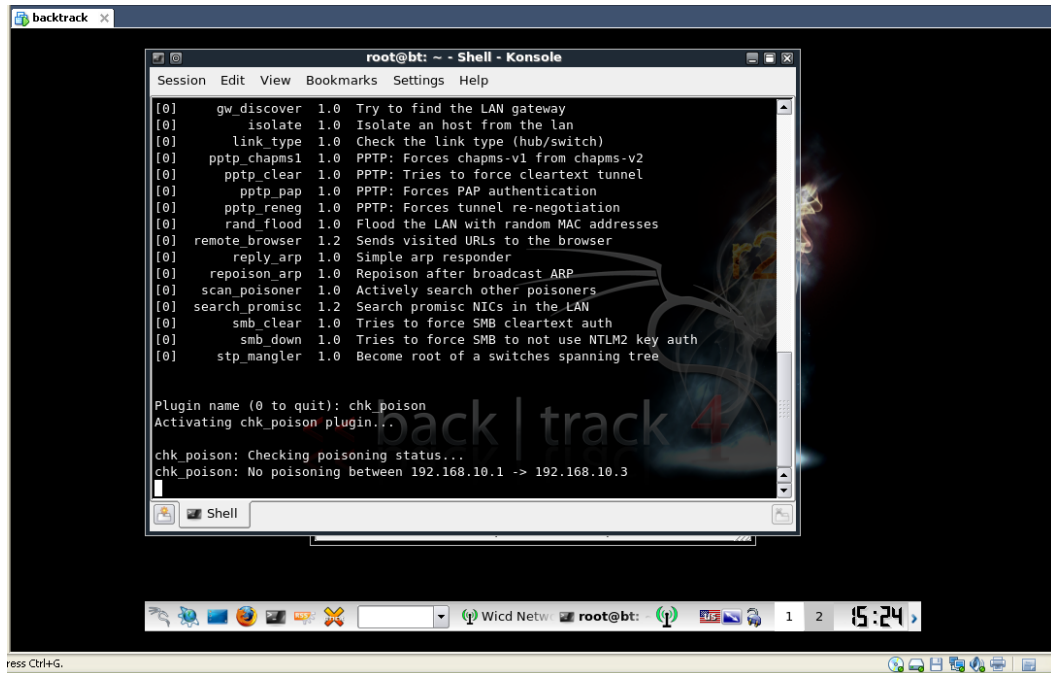 backtrack
root@bt: ~ - Shell - Konsole
Session Edit View Bookmarks Settings Help
[0] gw_discover 1.0 Try to find the LAN gateway
[0] isolate 1.0 Isolate an host from the lan
[0] link_type 1.0 Check the link type (hub/switch)
[0] pptp_chapms1 1.0 PPTP: Forces chapms-v1 from chapms-v2
[0] pptp_clear 1.0 PPTP: Tries to force cleartext tunnel
[0] pptp_pap 1.0 PPTP: Forces PAP authentication
[0] pptp_reneg 1.0 PPTP: Forces tunnel re-negotiation
[0] rand_flood 1.0 Flood the LAN with random MAC addresses
[0] remote_browser 1.2 Sends visited URLs to the browser
[0] reply_arp 1.0 Simple arp responder
[0] repoison_arp 1.0 Repoison after broadcast ARP
[0] scan_poisoner 1.0 Actively search other poisoners
[0] search_promisc 1.2 Search promisc NICs in the LAN
[0] smb_clear 1.0 Tries to force SMB cleartext auth
[0] smb_down 1.0 Tries to force SMB to not use NTLM2 key auth
[0] stp_mangler 1.0 Become root of a switches spanning tree
Plugin name (0 to quit): chk_poison
Activating chk_poison plugin...
<< back | track 4
chk_poison: Checking poisoning status...
chk_poison: No poisoning between 192.168.10.1 -> 192.168.10.3
Shell
Wicd Netw root@bt: - US 1 2 15:24
ress Ctrl+G.